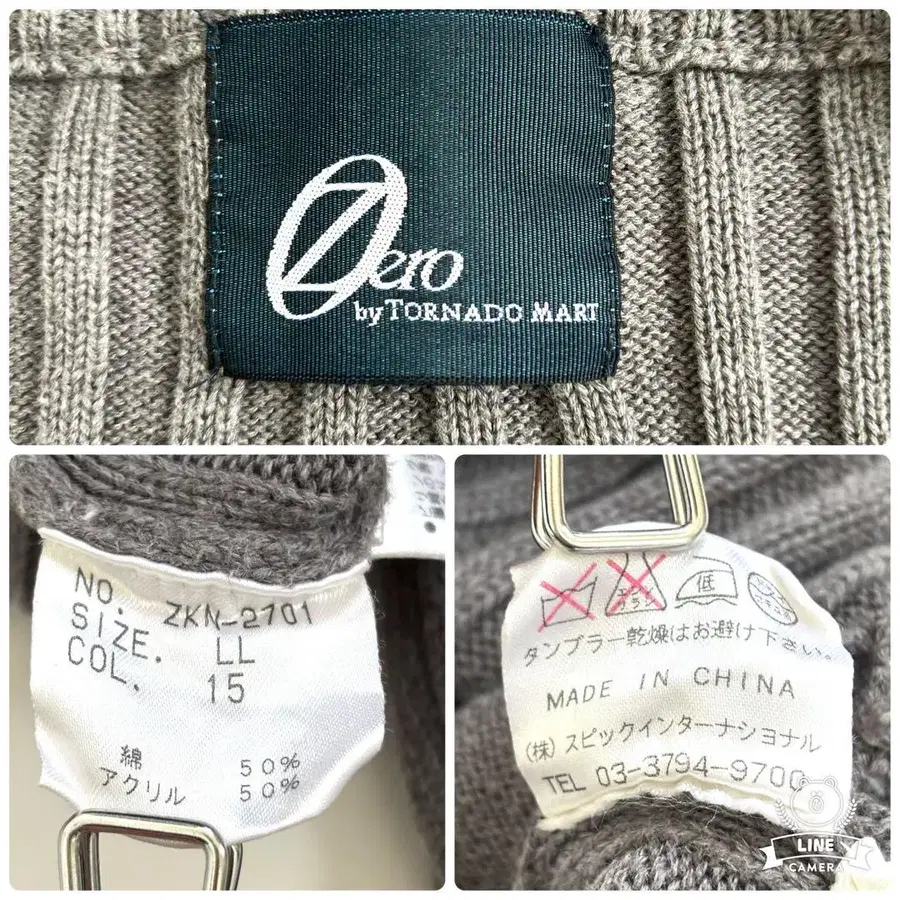 Zero
by TORNADO MART
NO. ZKN-2701
SIZE. LL
COL. 15
綿 50%
アクリル 50%
低
タンブラー乾燥はお避け下さい。
MADE IN CHINA
(株)スピックインターナショナル
TEL 03-3794-9700
LINE
CAMERA